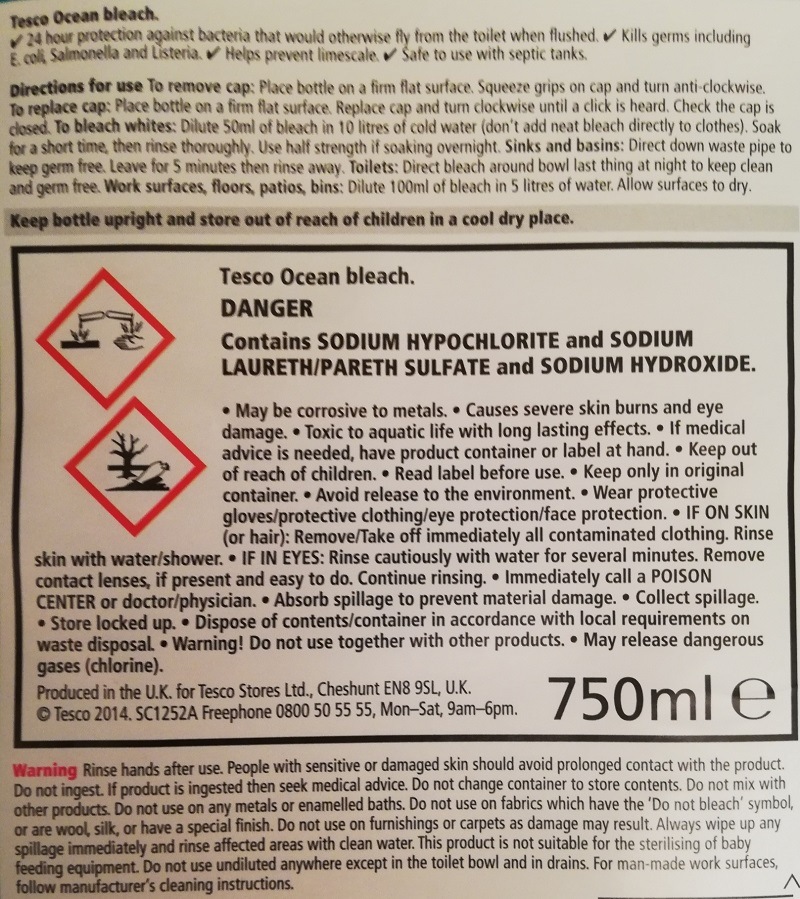 Tesco Ocean bleach.
✔ 24 hour protection against bacteria that would otherwise fly from the toilet when flushed. ✔ Kills germs including
E. coli, Salmonella and Listeria. ✔ Helps prevent limescale. ✔ Safe to use with septic tanks.
Directions for use To remove cap: Place bottle on a firm flat surface. Squeeze grips on cap and turn anti-clockwise.
To replace cap: Place bottle on a firm flat surface. Replace cap and turn clockwise until a click is heard. Check the cap is
closed. To bleach whites: Dilute 50ml of bleach in 10 litres of cold water (don't add neat bleach directly to clothes). Soak
for a short time, then rinse thoroughly. Use half strength if soaking overnight. Sinks and basins: Direct down waste pipe to
keep germ free. Leave for 5 minutes then rinse away. Toilets: Direct bleach around bowl last thing at night to keep clean
and germ free. Work surfaces, floors, patios, bins: Dilute 100ml of bleach in 5 litres of water. Allow surfaces to dry.
Keep bottle upright and store out of reach of children in a cool dry place.
Tesco Ocean bleach.
DANGER
Contains SODIUM HYPOCHLORITE and SODIUM
LAURETH/PARETH SULFATE and SODIUM HYDROXIDE.
• May be corrosive to metals. • Causes severe skin burns and eye
damage. • Toxic to aquatic life with long lasting effects. • If medical
advice is needed, have product container or label at hand. • Keep out
of reach of children. • Read label before use. • Keep only in original
container. • Avoid release to the environment. • Wear protective
gloves/protective clothing/eye protection/face protection. • IF ON SKIN
(or hair): Remove/Take off immediately all contaminated clothing. Rinse
skin with water/shower. • IF IN EYES: Rinse cautiously with water for several minutes. Remove
contact lenses, if present and easy to do. Continue rinsing. • Immediately call a POISON
CENTER or doctor/physician. • Absorb spillage to prevent material damage. • Collect spillage.
• Store locked up. • Dispose of contents/container in accordance with local requirements on
waste disposal. • Warning! Do not use together with other products. • May release dangerous
gases (chlorine).
Produced in the U.K. for Tesco Stores Ltd., Cheshunt EN8 9SL, U.K.
© Tesco 2014. SC1252A Freephone 0800 50 55 55, Mon–Sat, 9am–6pm.
750ml ℮
Warning Rinse hands after use. People with sensitive or damaged skin should avoid prolonged contact with the product.
Do not ingest. If product is ingested then seek medical advice. Do not change container to store contents. Do not mix with
other products. Do not use on any metals or enamelled baths. Do not use on fabrics which have the 'Do not bleach' symbol,
or are wool, silk, or have a special finish. Do not use on furnishings or carpets as damage may result. Always wipe up any
spillage immediately and rinse affected areas with clean water. This product is not suitable for the sterilising of baby
feeding equipment. Do not use undiluted anywhere except in the toilet bowl and in drains. For man-made work surfaces,
follow manufacturer's cleaning instructions.